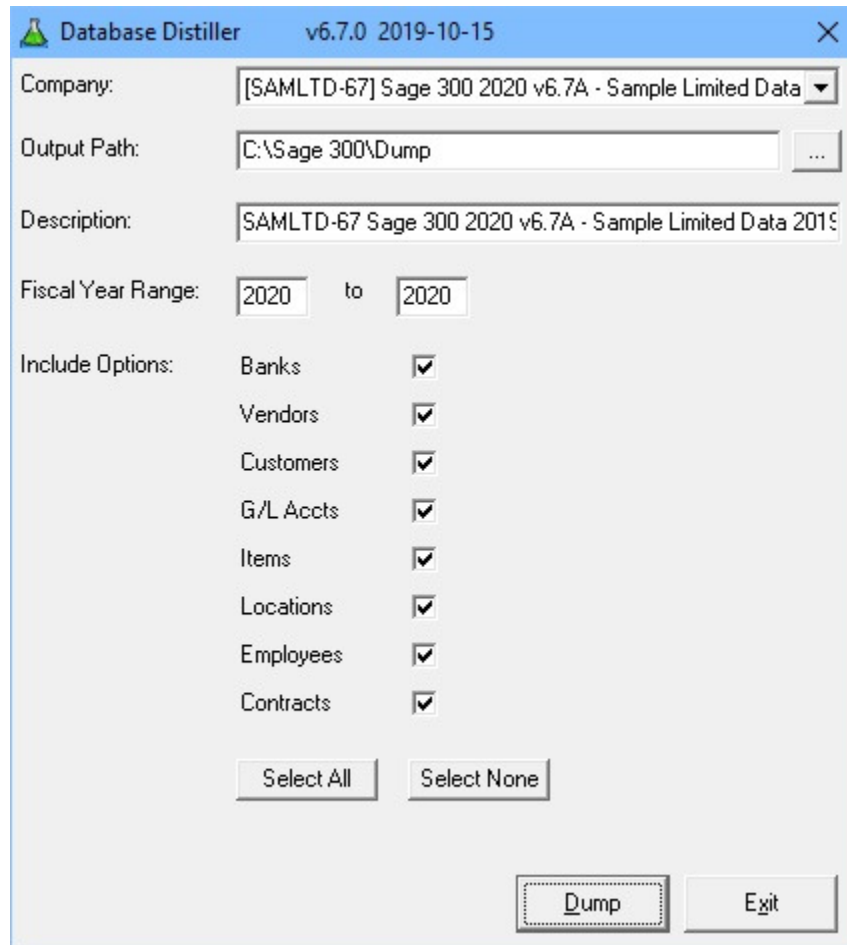 Database Distiller v6.7.0 2019-10-15
Company: [SAMLTD-67] Sage 300 2020 v6.7A - Sample Limited Data
Output Path: C:\Sage 300\Dump ...
Description: SAMLTD-67 Sage 300 2020 v6.7A - Sample Limited Data 2019
Fiscal Year Range: 2020 to 2020
Include Options: Banks
Vendors
Customers
G/L Accts
Items
Locations
Employees
Contracts
Select All Select None
Dump Exit